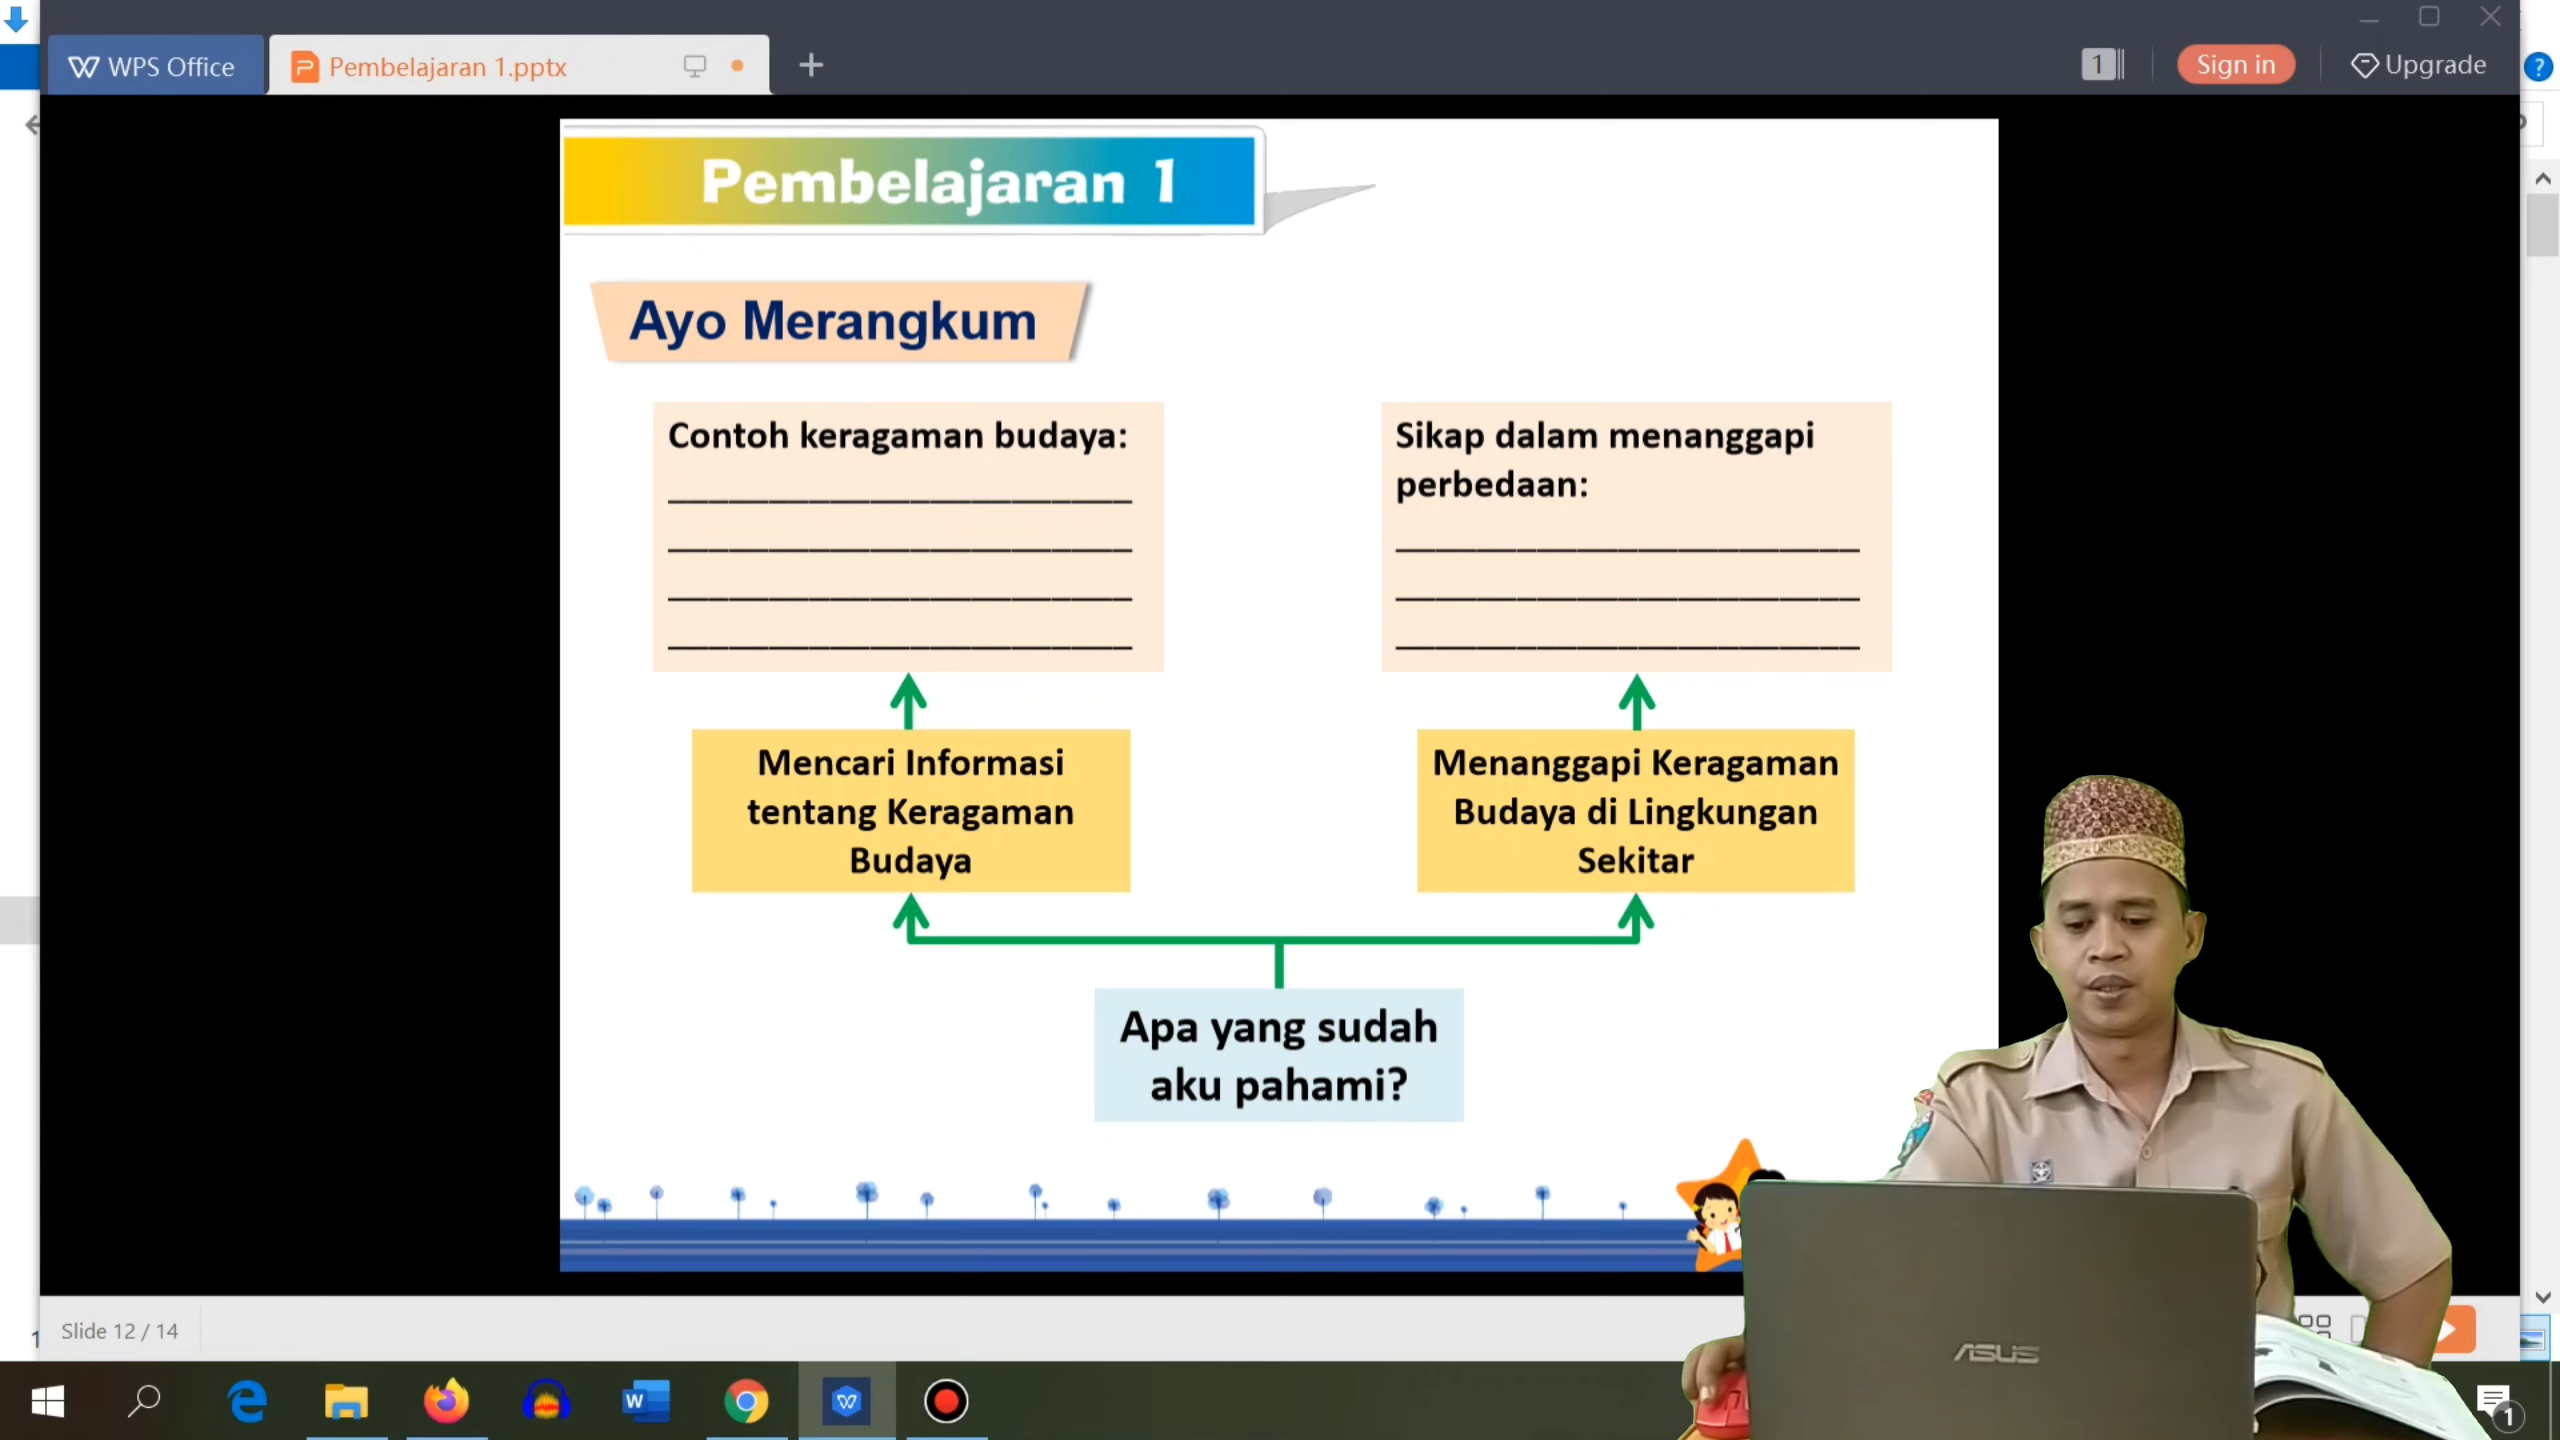 WPS Office
Pembelajaran 1.pptx
1
Sign in
Upgrade
?
Pembelajaran 1
Ayo Merangkum
Contoh keragaman budaya:
Sikap dalam menanggapi
perbedaan:
Mencari Informasi
tentang Keragaman
Budaya
Menanggapi Keragaman
Budaya di Lingkungan
Sekitar
Apa yang sudah
aku pahami?
Slide 12 / 14
ASUS
W
1